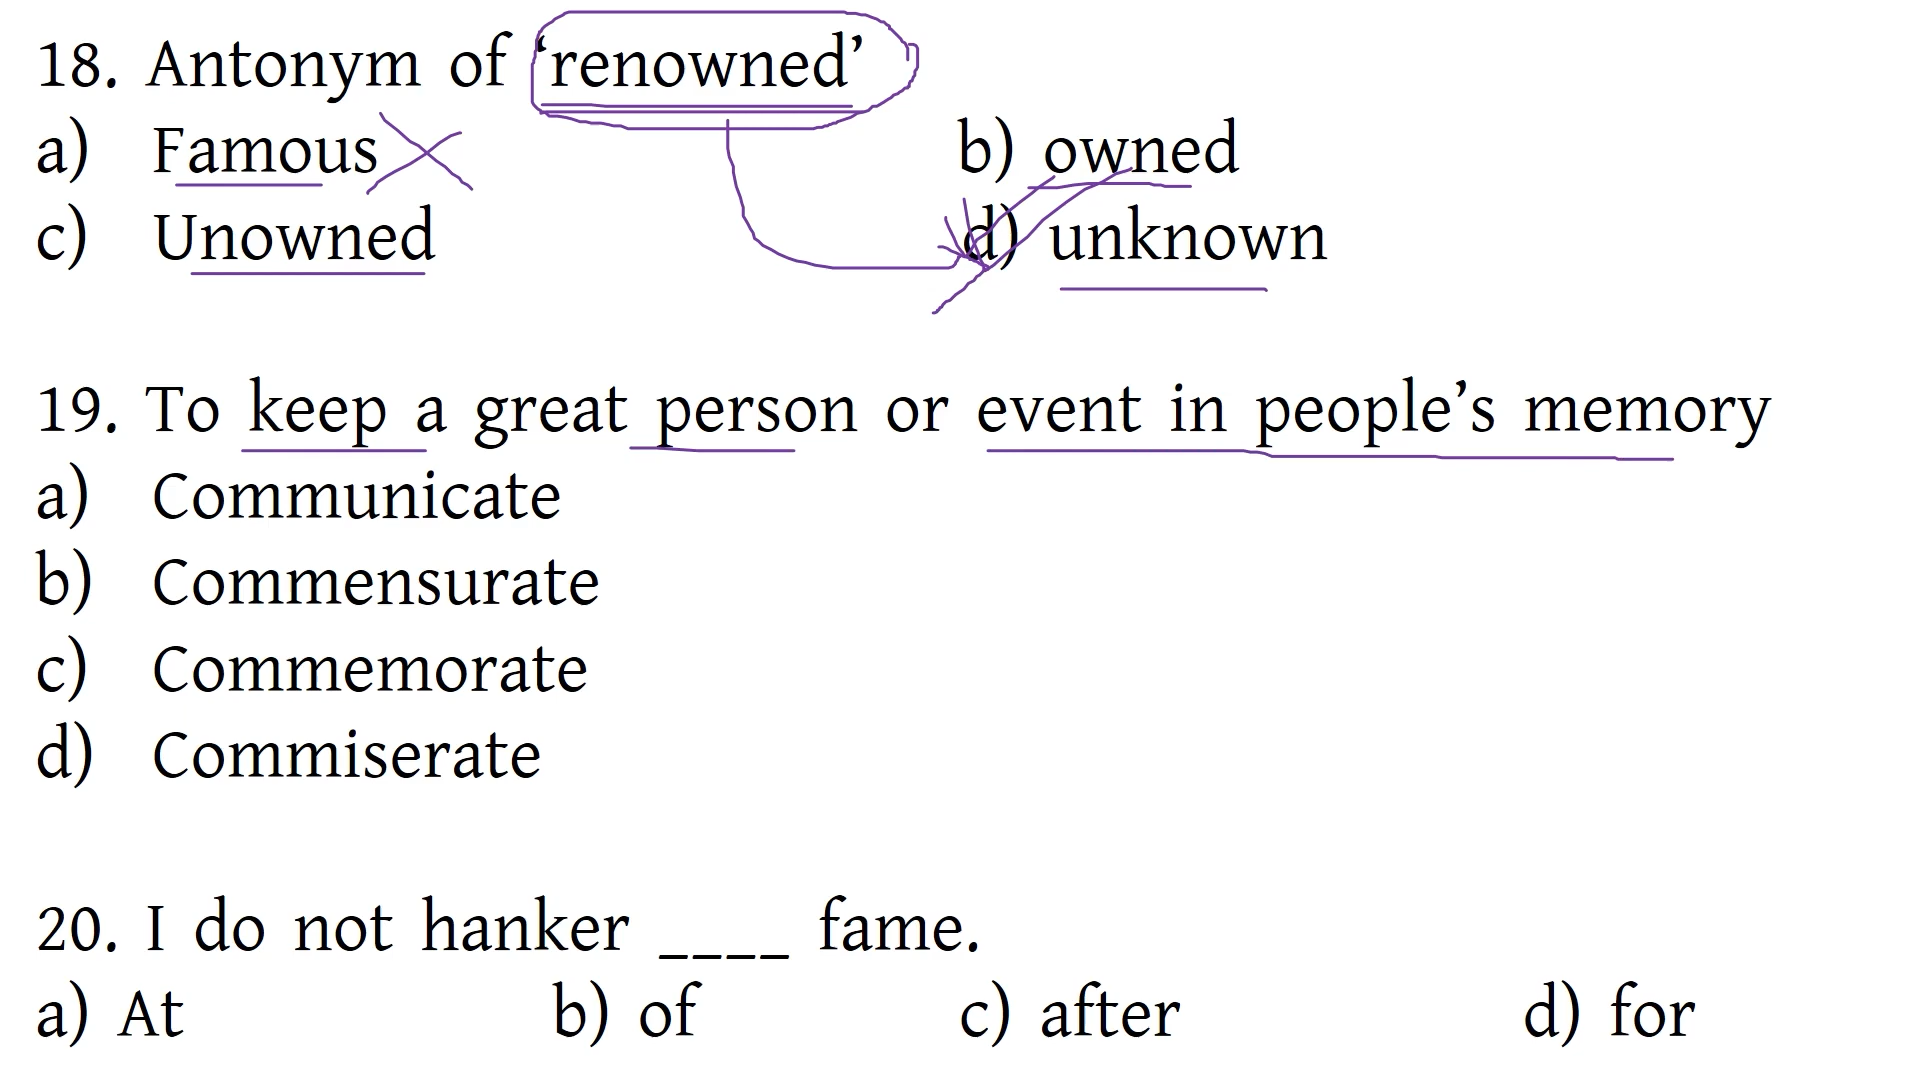 18. Antonym of ‘renowned’
a) Famous b) owned
c) Unowned d) unknown
19. To keep a great person or event in people’s memory
a) Communicate
b) Commensurate
c) Commemorate
d) Commiserate
20. I do not hanker ____ fame.
a) At b) of c) after d) for